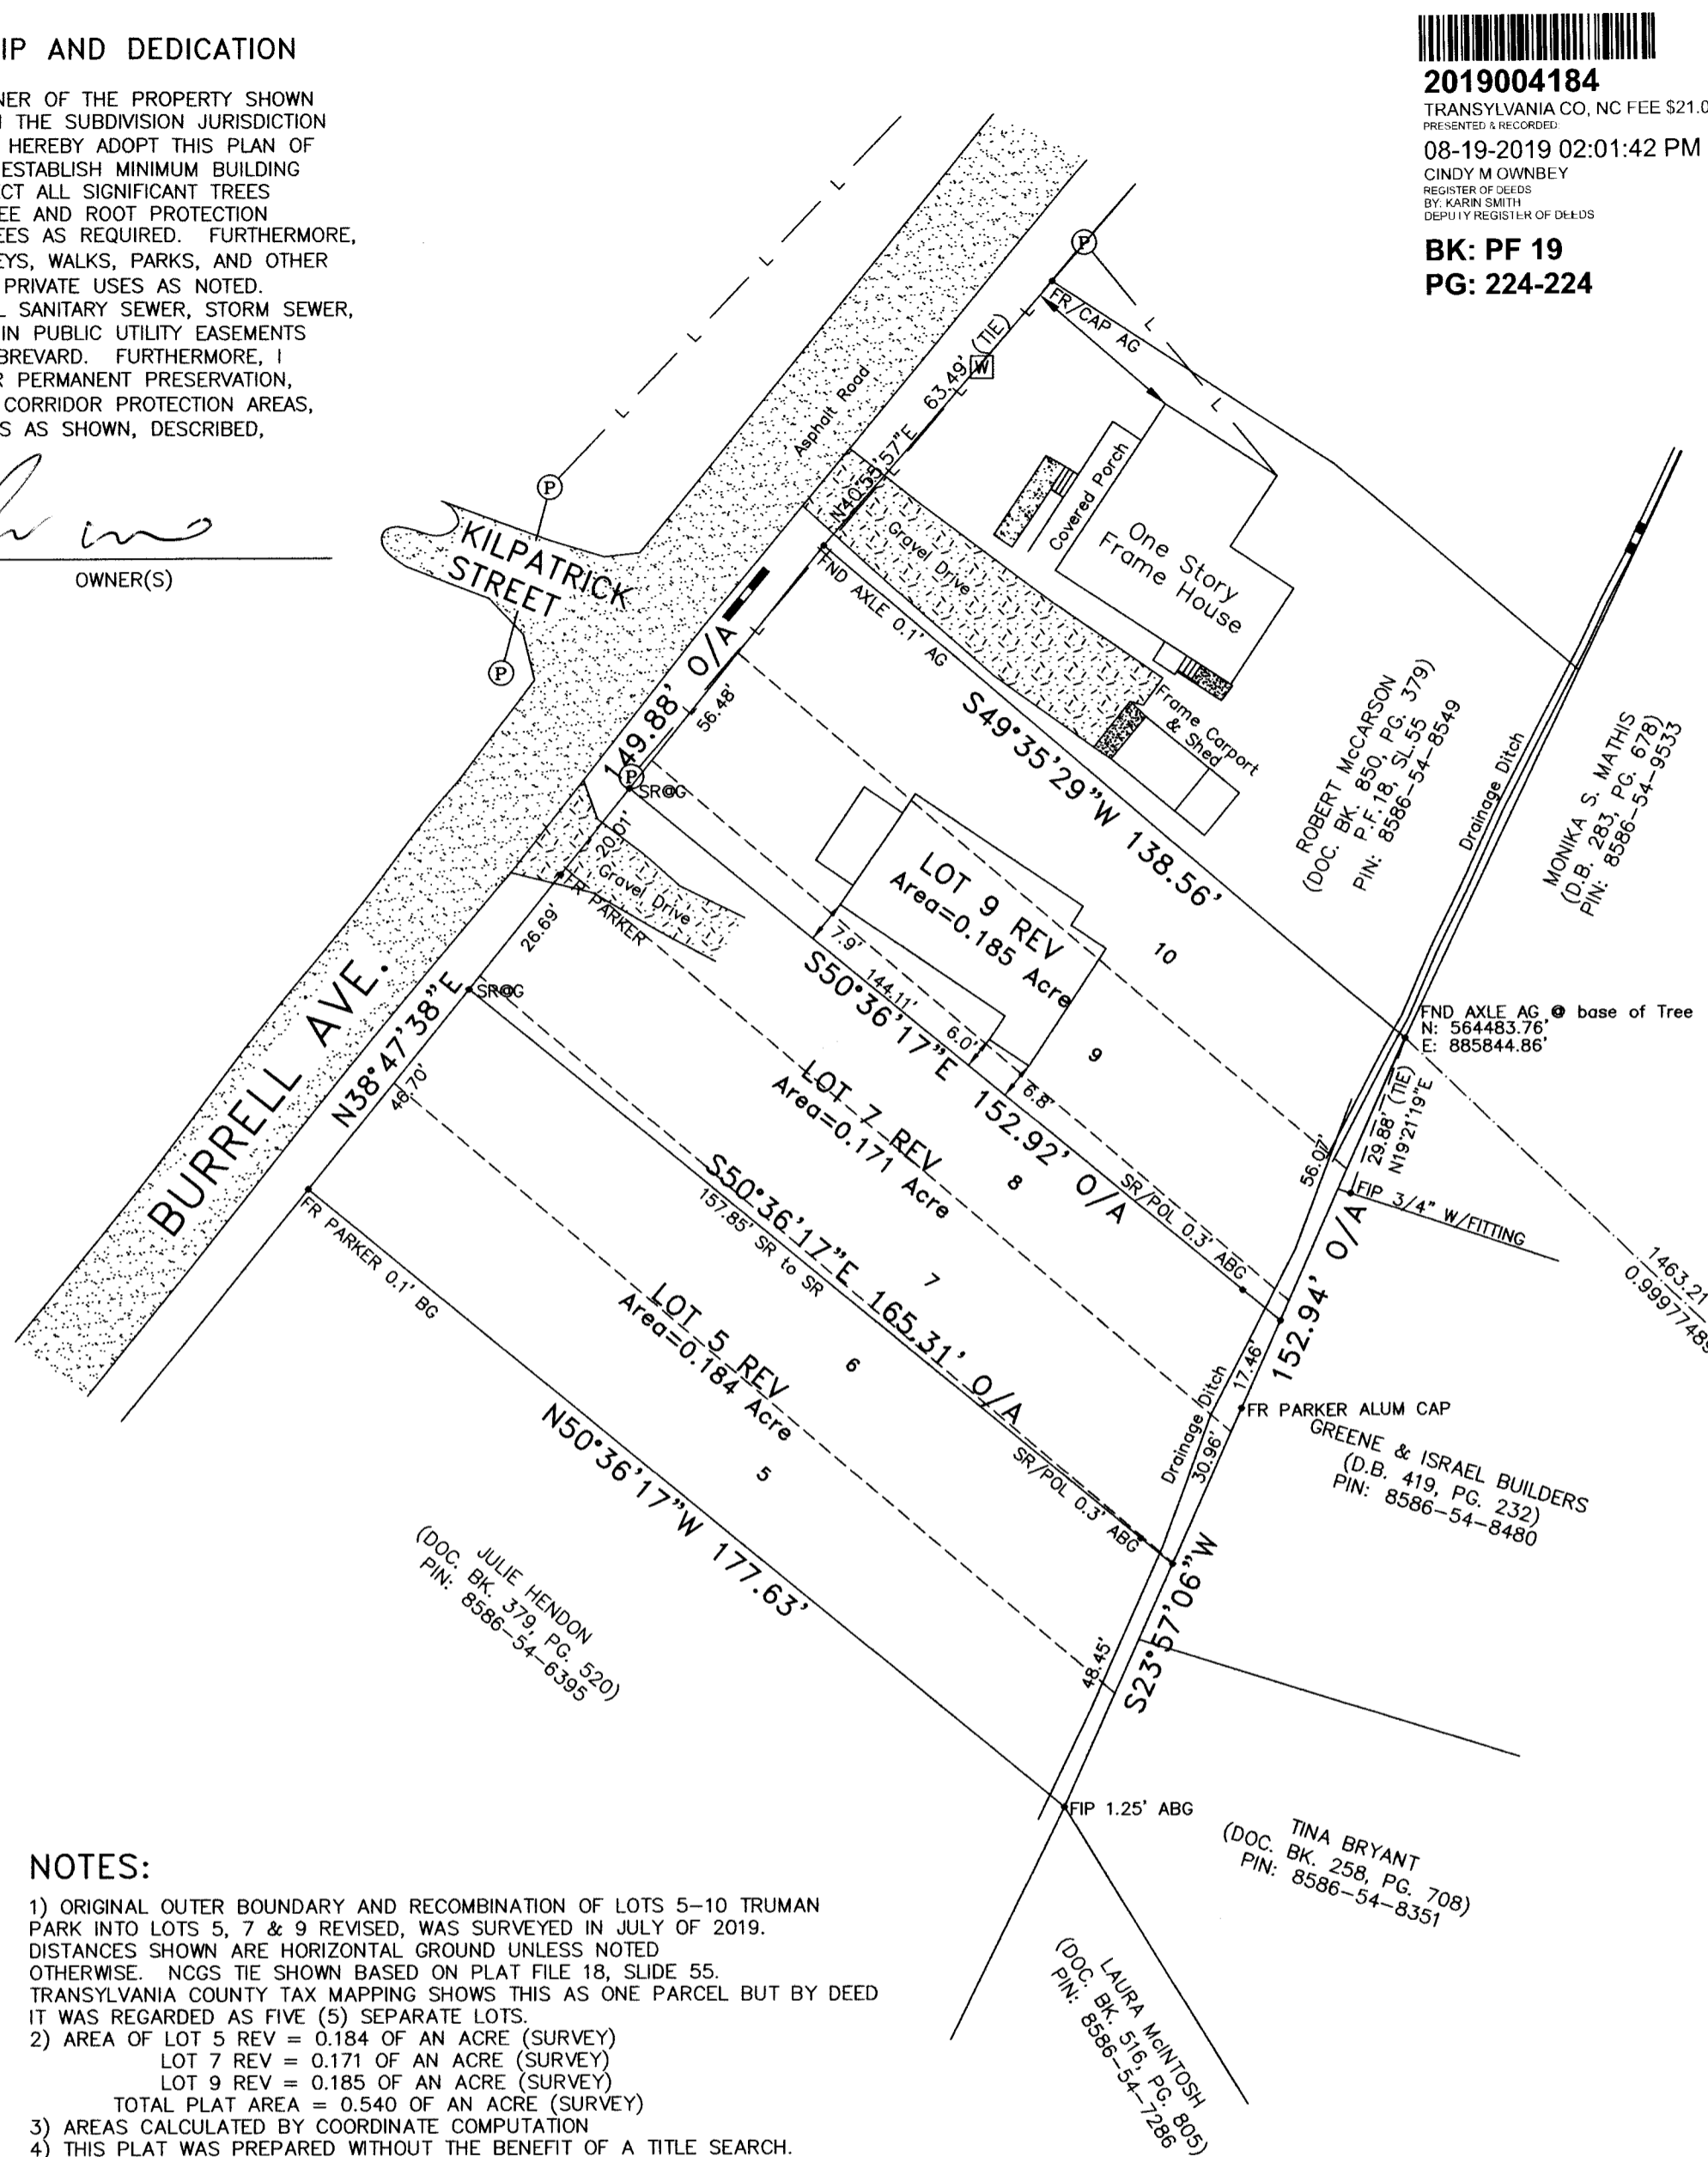 IP AND DEDICATION
NER OF THE PROPERTY SHOWN
THE SUBDIVISION JURISDICTION
HEREBY ADOPT THIS PLAN OF
ESTABLISH MINIMUM BUILDING
CT ALL SIGNIFICANT TREES
EE AND ROOT PROTECTION
EES AS REQUIRED. FURTHERMORE,
EYS, WALKS, PARKS, AND OTHER
PRIVATE USES AS NOTED.
SANITARY SEWER, STORM SEWER,
IN PUBLIC UTILITY EASEMENTS
BREVARD. FURTHERMORE, I
R PERMANENT PRESERVATION,
CORRIDOR PROTECTION AREAS,
S AS SHOWN, DESCRIBED,
OWNER(S)
2019004184
TRANSYLVANIA CO, NC FEE $21.0
PRESENTED & RECORDED:
08-19-2019 02:01:42 PM
CINDY M OWNBEY
REGISTER OF DEEDS
BY: KARIN SMITH
DEPUTY REGISTER OF DEEDS
BK: PF 19
PG: 224-224
L
L
L
L
L
P
P
P
P
P
KILPATRICK
STREET
Asphalt Road
N40°55'57"E 63.49' (TIE)
W
L
L
L
L
L
L
L
FR/CAP AG
Covered Porch
One Story
Frame House
Gravel Drive
Frame Carport
& Shed
FND AXLE 0.1' AG
S49°35'29"W 138.56'
149.88' O/A
56.48'
SR@G
20.01'
Gravel Drive
FR PARKER
26.69'
SR@G
BURRELL AVE.
N38°47'38"E
46.70'
FR PARKER 0.1' BG
LOT 9 REV
Area=0.185 Acre
10
9
7.9'
144.11'
6.0'
6.8'
S50°36'17"E 152.92' O/A
SR/POL 0.3' ABG
LOT 7 REV
Area=0.171 Acre
8
7
S50°36'17"E 165.31' O/A
157.85' SR to SR
SR/POL 0.3' ABG
LOT 5 REV
Area=0.184 Acre
6
5
N50°36'17"W 177.63'
ROBERT McCARSON
(DOC. BK. 850, PG. 379)
P.F. 18, SL.55
PIN: 8586-54-8549
Drainage Ditch
MONIKA S. MATHIS
(D.B. 283, PG. 678)
PIN: 8586-54-9533
FND AXLE AG @ base of Tree
N: 564483.76'
E: 885844.86'
29.88' (TIE)
N19°21'19"E
56.07'
FIP 3/4" W/FITTING
1463.21
0.99977489
152.94' O/A
17.46'
Drainage Ditch
30.96'
FR PARKER ALUM CAP
GREENE & ISRAEL BUILDERS
(D.B. 419, PG. 232)
PIN: 8586-54-8480
S23°57'06"W
48.45'
JULIE HENDON
(DOC. BK. 379, PG. 520)
PIN: 8586-54-6395
FIP 1.25' ABG
TINA BRYANT
(DOC. BK. 258, PG. 708)
PIN: 8586-54-8351
LAURA McINTOSH
(DOC. BK. 516, PG. 805)
PIN: 8586-54-7286
NOTES:
1) ORIGINAL OUTER BOUNDARY AND RECOMBINATION OF LOTS 5-10 TRUMAN
PARK INTO LOTS 5, 7 & 9 REVISED, WAS SURVEYED IN JULY OF 2019.
DISTANCES SHOWN ARE HORIZONTAL GROUND UNLESS NOTED
OTHERWISE. NCGS TIE SHOWN BASED ON PLAT FILE 18, SLIDE 55.
TRANSYLVANIA COUNTY TAX MAPPING SHOWS THIS AS ONE PARCEL BUT BY DEED
IT WAS REGARDED AS FIVE (5) SEPARATE LOTS.
2) AREA OF LOT 5 REV = 0.184 OF AN ACRE (SURVEY)
LOT 7 REV = 0.171 OF AN ACRE (SURVEY)
LOT 9 REV = 0.185 OF AN ACRE (SURVEY)
TOTAL PLAT AREA = 0.540 OF AN ACRE (SURVEY)
3) AREAS CALCULATED BY COORDINATE COMPUTATION
4) THIS PLAT WAS PREPARED WITHOUT THE BENEFIT OF A TITLE SEARCH.